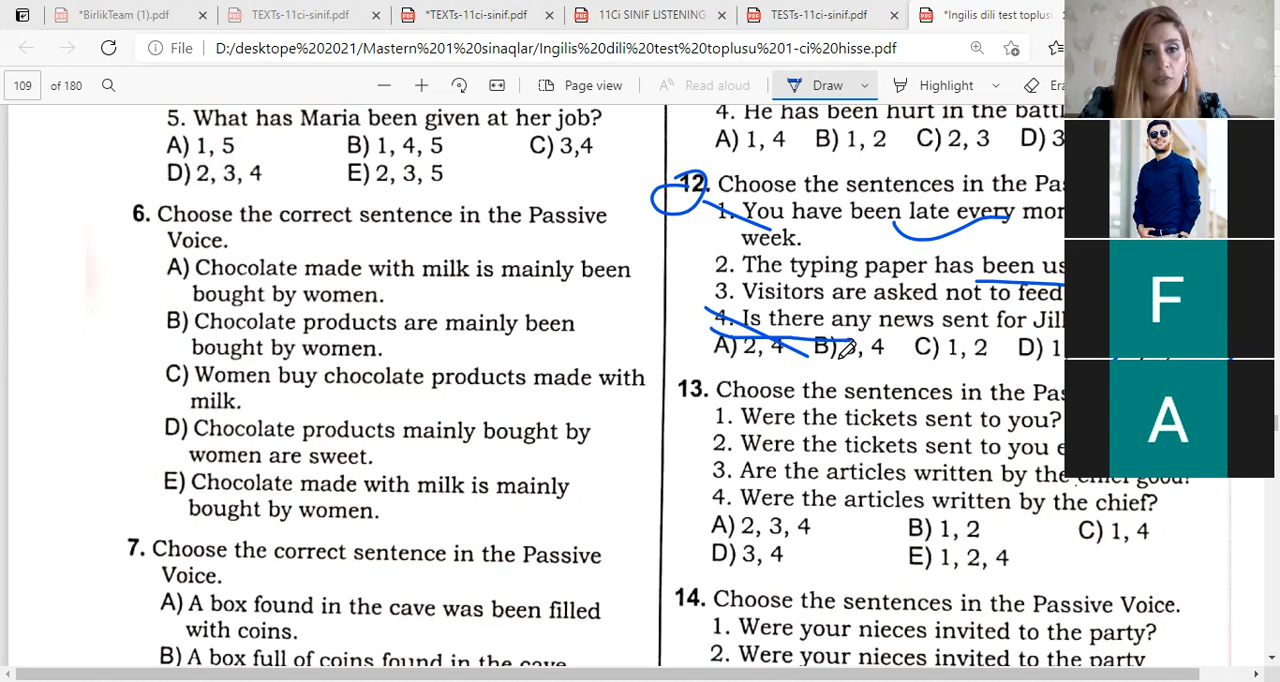 *BirlikTeam (1).pdf
TEXTs-11ci-sinif.pdf
*TEXTs-11ci-sinif.pdf
11Ci SINIF LISTENING
TESTs-11ci-sinif.pdf
*Ingilis dili test toplusu
File
D:/desktope%202021/Mastern%201%20sinaqlar/Ingilis%20dili%20test%20toplusu%201-ci%20hisse.pdf
109 of 180
Page view
Read aloud
Draw
Highlight
5. What has Maria been given at her job?
A) 1, 5 B) 1, 4, 5 C) 3,4
D) 2, 3, 4 E) 2, 3, 5
6. Choose the correct sentence in the Passive
Voice.
A) Chocolate made with milk is mainly been
bought by women.
B) Chocolate products are mainly been
bought by women.
C) Women buy chocolate products made with
milk.
D) Chocolate products mainly bought by
women are sweet.
E) Chocolate made with milk is mainly
bought by women.
7. Choose the correct sentence in the Passive
Voice.
A) A box found in the cave was been filled
with coins.
B) A box full of coins found in the cave
4. He has been hurt in the
A) 1, 4 B) 1, 2 C) 2, 3 D) 3
12. Choose the sentences in the
1. You have been late every
week.
2. The typing paper has been
3. Visitors are asked not to feed
4. Is there any news sent for Jill
A) 2, 4 B) 3, 4 C) 1, 2 D) 1,
13. Choose the sentences in the
1. Were the tickets sent to you?
2. Were the tickets sent to you
3. Are the articles written by the chief good?
4. Were the articles written by the chief?
A) 2, 3, 4 B) 1, 2 C) 1, 4
D) 3, 4 E) 1, 2, 4
14. Choose the sentences in the Passive Voice.
1. Were your nieces invited to the party?
2. Were your nieces invited to the party
F
A